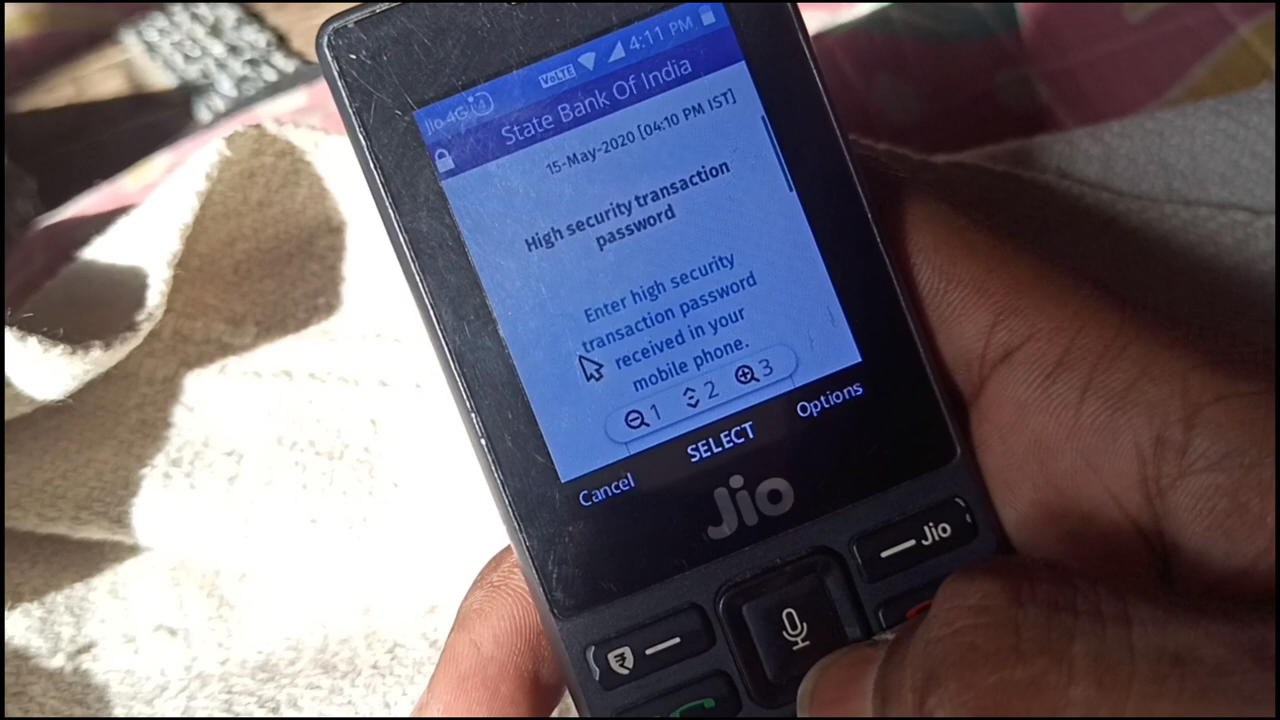 Jio 4G 14 VoLTE 4:11 PM
State Bank Of India
15-May-2020 [04:10 PM IST]
High security transaction
password
Enter high security
transaction password
received in your
mobile phone.
1 2 3
Cancel SELECT Options
Jio
Jio
₹